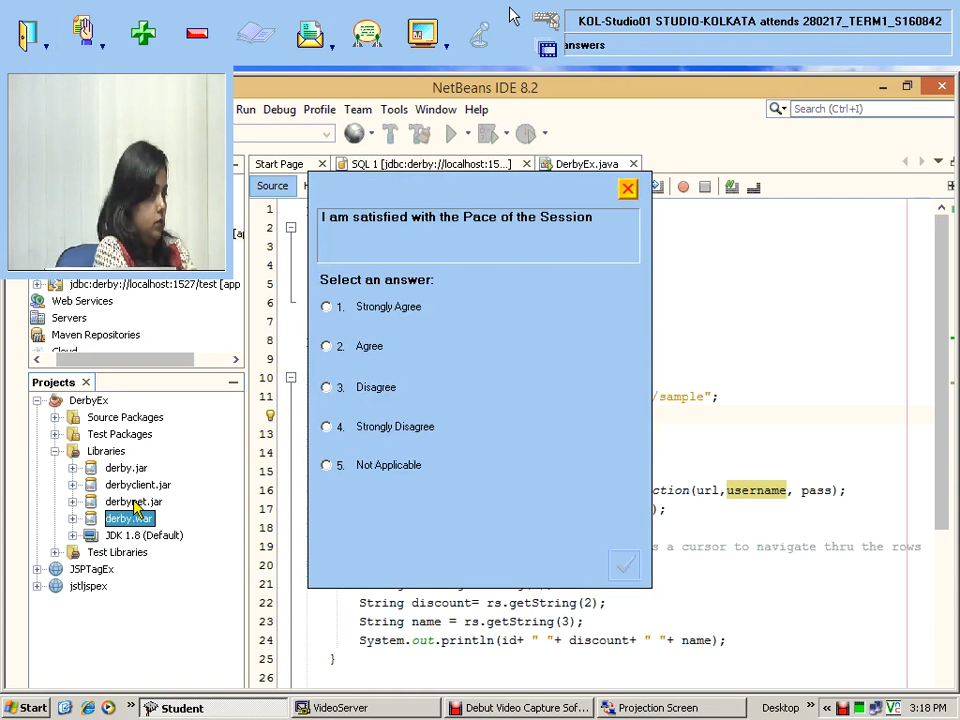 KOL-Studio01 STUDIO-KOLKATA attends 280217_TERM1_S160842
answers
NetBeans IDE 8.2
Run Debug Profile Team Tools Window Help
Search (Ctrl+I)
Start Page
SQL 1 [jdbc:derby://localhost:15...]
DerbyEx.java
Source
I am satisfied with the Pace of the Session
Select an answer:
1. Strongly Agree
2. Agree
3. Disagree
4. Strongly Disagree
5. Not Applicable
jdbc:derby://localhost:1527/test [app
Web Services
Servers
Maven Repositories
Cloud
Projects
DerbyEx
Source Packages
Test Packages
Libraries
derby.jar
derbyclient.jar
derbynet.jar
derby.war
JDK 1.8 (Default)
Test Libraries
JSPTagEx
jstljspex
1
2
3
4
5
6
7
8
9
10
11 /sample";
13
14
15
16 ction(url,username, pass);
17 );
18
19 s a cursor to navigate thru the rows
20
21
22 String discount= rs.getString(2);
23 String name = rs.getString(3);
24 System.out.println(id+ " "+ discount+ " "+ name);
25 }
26
Start
Student
VideoServer
Debut Video Capture Sof...
Projection Screen
Desktop
3:18 PM